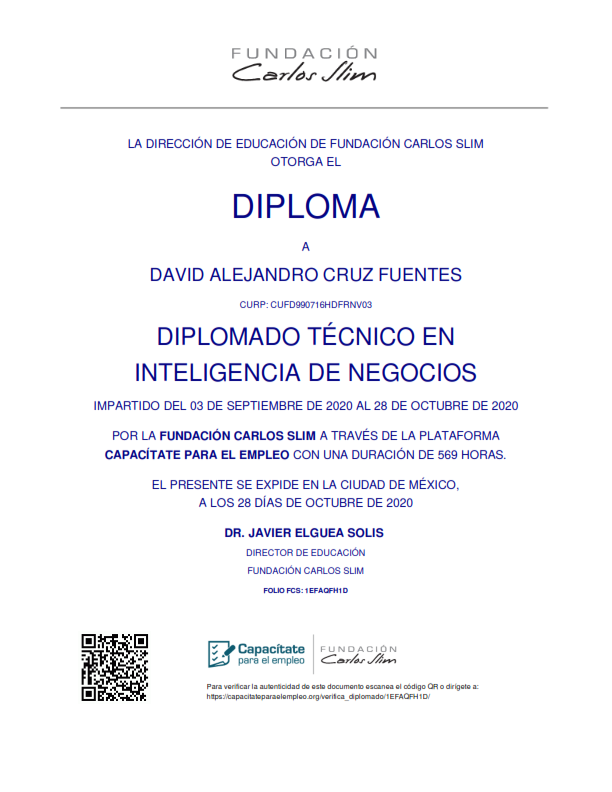 FUNDACIÓN
Carlos Slim
LA DIRECCIÓN DE EDUCACIÓN DE FUNDACIÓN CARLOS SLIM
OTORGA EL
DIPLOMA
A
DAVID ALEJANDRO CRUZ FUENTES
CURP: CUFD990716HDFRNV03
DIPLOMADO TÉCNICO EN
INTELIGENCIA DE NEGOCIOS
IMPARTIDO DEL 03 DE SEPTIEMBRE DE 2020 AL 28 DE OCTUBRE DE 2020
POR LA FUNDACIÓN CARLOS SLIM A TRAVÉS DE LA PLATAFORMA
CAPACÍTATE PARA EL EMPLEO CON UNA DURACIÓN DE 569 HORAS.
EL PRESENTE SE EXPIDE EN LA CIUDAD DE MÉXICO,
A LOS 28 DÍAS DE OCTUBRE DE 2020
DR. JAVIER ELGUEA SOLIS
DIRECTOR DE EDUCACIÓN
FUNDACIÓN CARLOS SLIM
FOLIO FCS: 1EFAQFH1D
Capacítate
para el empleo
FUNDACIÓN
Carlos Slim
Para verificar la autenticidad de este documento escanea el código QR o dirígete a:
https://capacitateparaelempleo.org/verifica_diplomado/1EFAQFH1D/